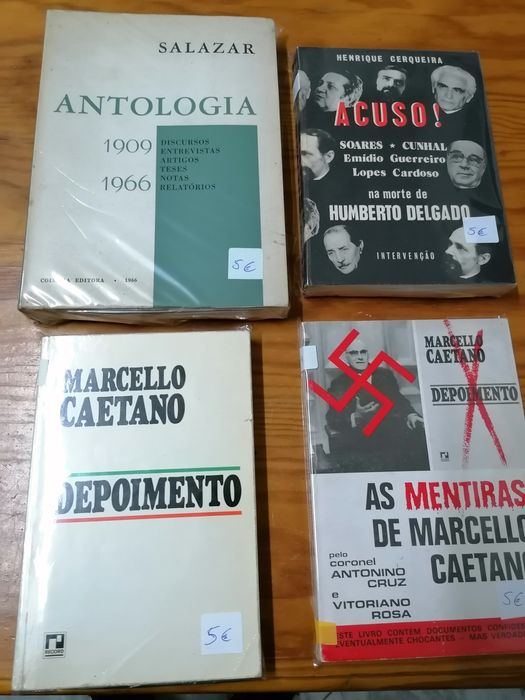 SALAZAR
ANTOLOGIA
1909
1966
DISCURSOS
ENTREVISTAS
ARTIGOS
TESES
NOTAS
RELATÓRIOS
5€
COIMBRA EDITORA · 1966
HENRIQUE CERQUEIRA
ACUSO!
SOARES ★ CUNHAL
Emídio Guerreiro
Lopes Cardoso
na morte de
HUMBERTO DELGADO
5€
INTERVENÇÃO
MARCELLO
CAETANO
DEPOIMENTO
5€
RECORD
MARCELLO
CAETANO
DEPOIMENTO
AS MENTIRAS
DE MARCELLO
CAETANO
pelo
coronel
ANTONINO
CRUZ
e
VITORIANO
ROSA
5€
ESTE LIVRO CONTEM DOCUMENTOS
EVENTUALMENTE CHOCANTES - MAS